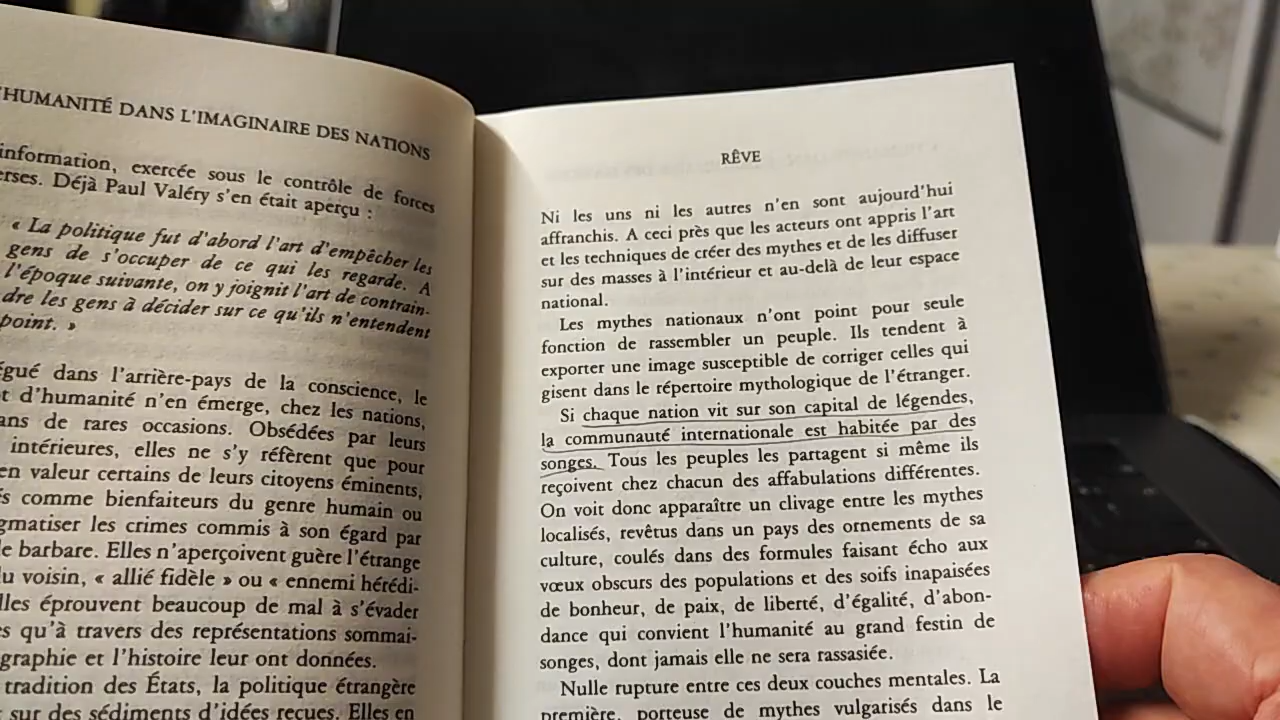 L'HUMANITÉ DANS L'IMAGINAIRE DES NATIONS
information, exercée sous le contrôle de forces
Déjà Paul Valéry s'en était aperçu :
« La politique fut d'abord l'art d'empêcher les
gens de s'occuper de ce qui les regarde. A
l'époque suivante, on y joignit l'art de contrain-
dre les gens à décider sur ce qu'ils n'entendent
point. »
dans l'arrière-pays de la conscience, le
d'humanité n'en émerge, chez les nations,
de rares occasions. Obsédées par leurs
intérieures, elles ne s'y réfèrent que pour
en valeur certains de leurs citoyens éminents,
comme bienfaiteurs du genre humain ou
les crimes commis à son égard par
barbare. Elles n'aperçoivent guère l'étrange
voisin, « allié fidèle » ou « ennemi hérédi-
éprouvent beaucoup de mal à s'évader
qu'à travers des représentations sommai-
et l'histoire leur ont données.
tradition des États, la politique étrangère
sur des sédiments d'idées reçues. Elles en
RÊVE
Ni les uns ni les autres n'en sont aujourd'hui
affranchis. A ceci près que les acteurs ont appris l'art
et les techniques de créer des mythes et de les diffuser
sur des masses à l'intérieur et au-delà de leur espace
national.
Les mythes nationaux n'ont point pour seule
fonction de rassembler un peuple. Ils tendent à
exporter une image susceptible de corriger celles qui
gisent dans le répertoire mythologique de l'étranger.
Si chaque nation vit sur son capital de légendes,
la communauté internationale est habitée par des
songes. Tous les peuples les partagent si même ils
reçoivent chez chacun des affabulations différentes.
On voit donc apparaître un clivage entre les mythes
localisés, revêtus dans un pays des ornements de sa
culture, coulés dans des formules faisant écho aux
vœux obscurs des populations et des soifs inapaisées
de bonheur, de paix, de liberté, d'égalité, d'abon-
dance qui convient l'humanité au grand festin de
songes, dont jamais elle ne sera rassasiée.
Nulle rupture entre ces deux couches mentales. La
première, porteuse de mythes vulgarisés dans le